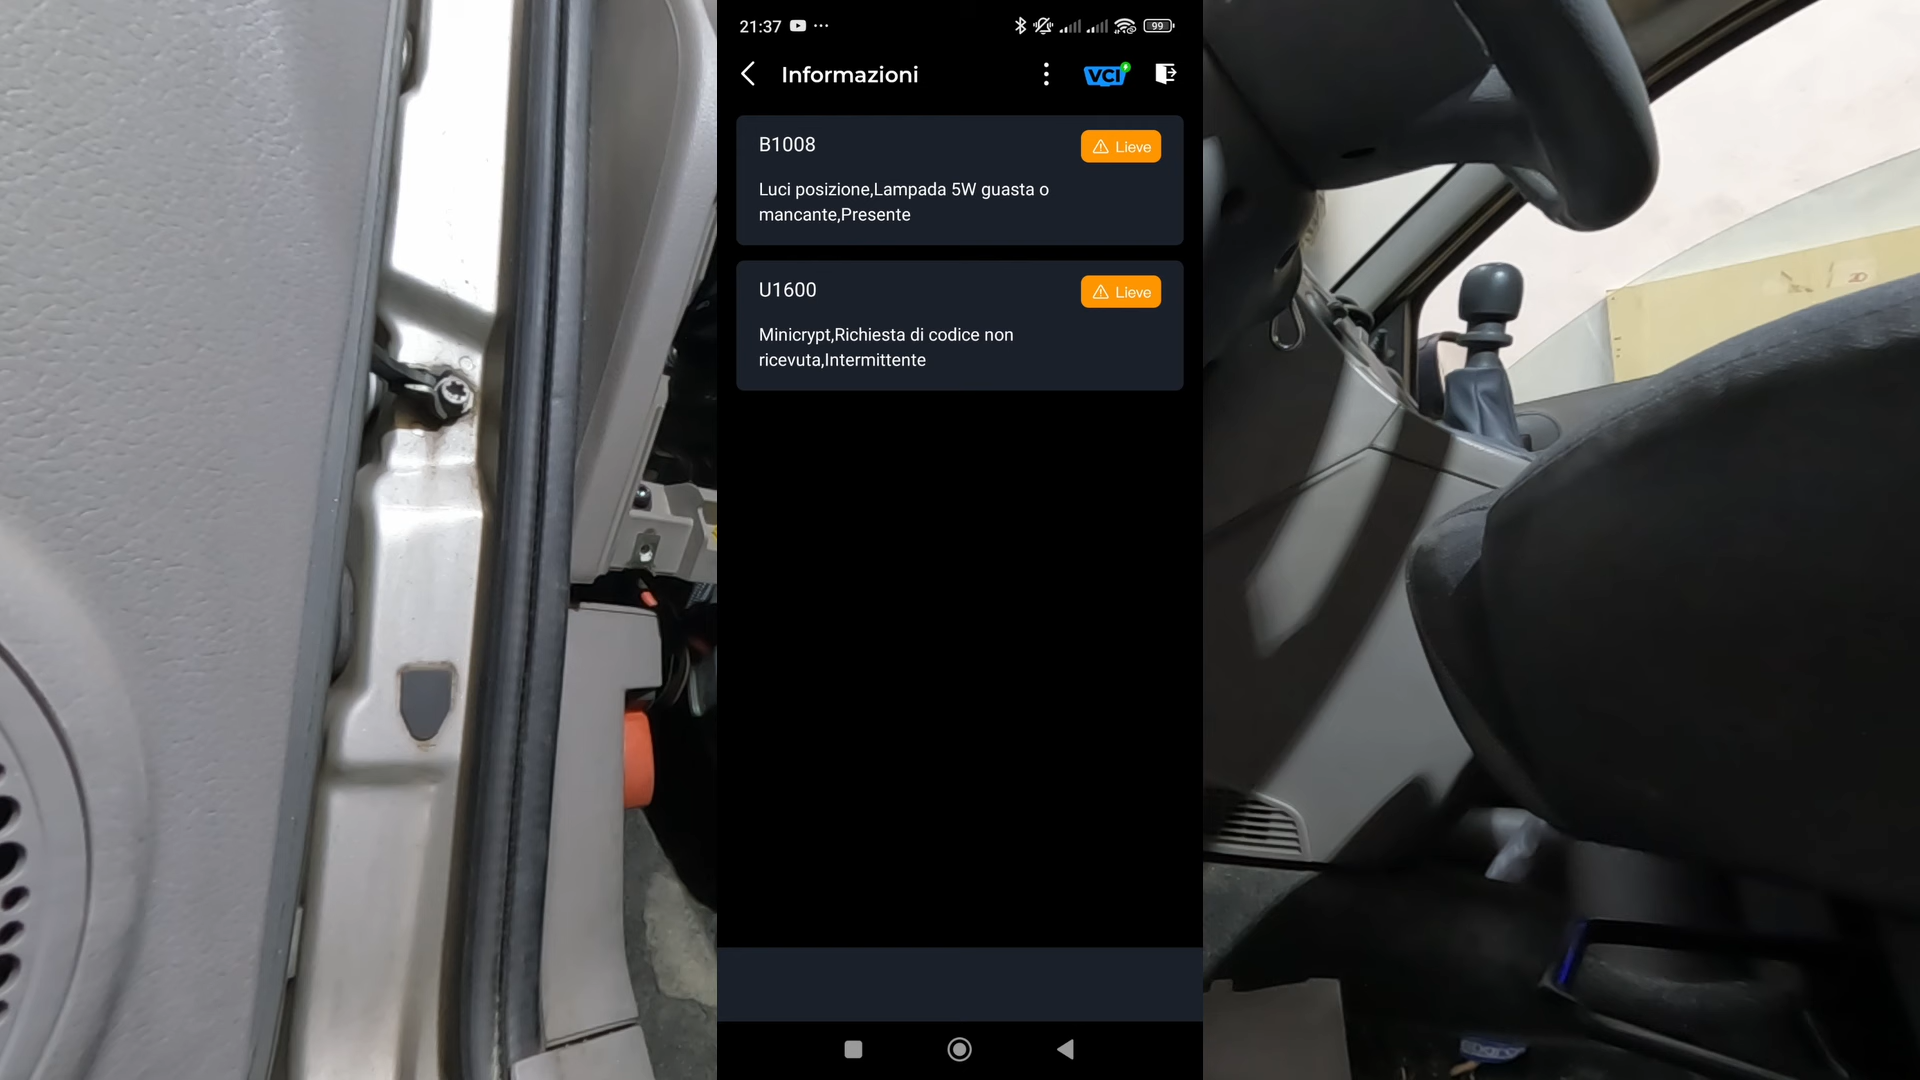 21:37
99
Informazioni
VCI
B1008
Lieve
Luci posizione,Lampada 5W guasta o
mancante,Presente
U1600
Lieve
Minicrypt,Richiesta di codice non
ricevuta,Intermittente